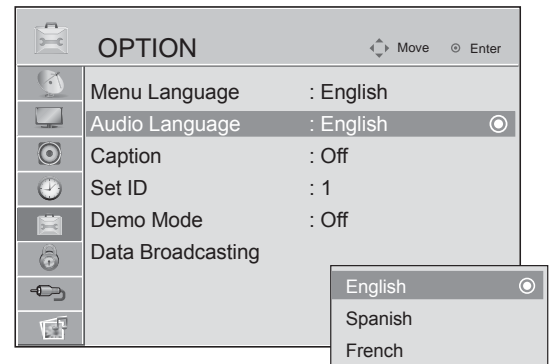 OPTION
Move
Enter
Menu Language : English
Audio Language : English
Caption : Off
Set ID : 1
Demo Mode : Off
Data Broadcasting
English
Spanish
French